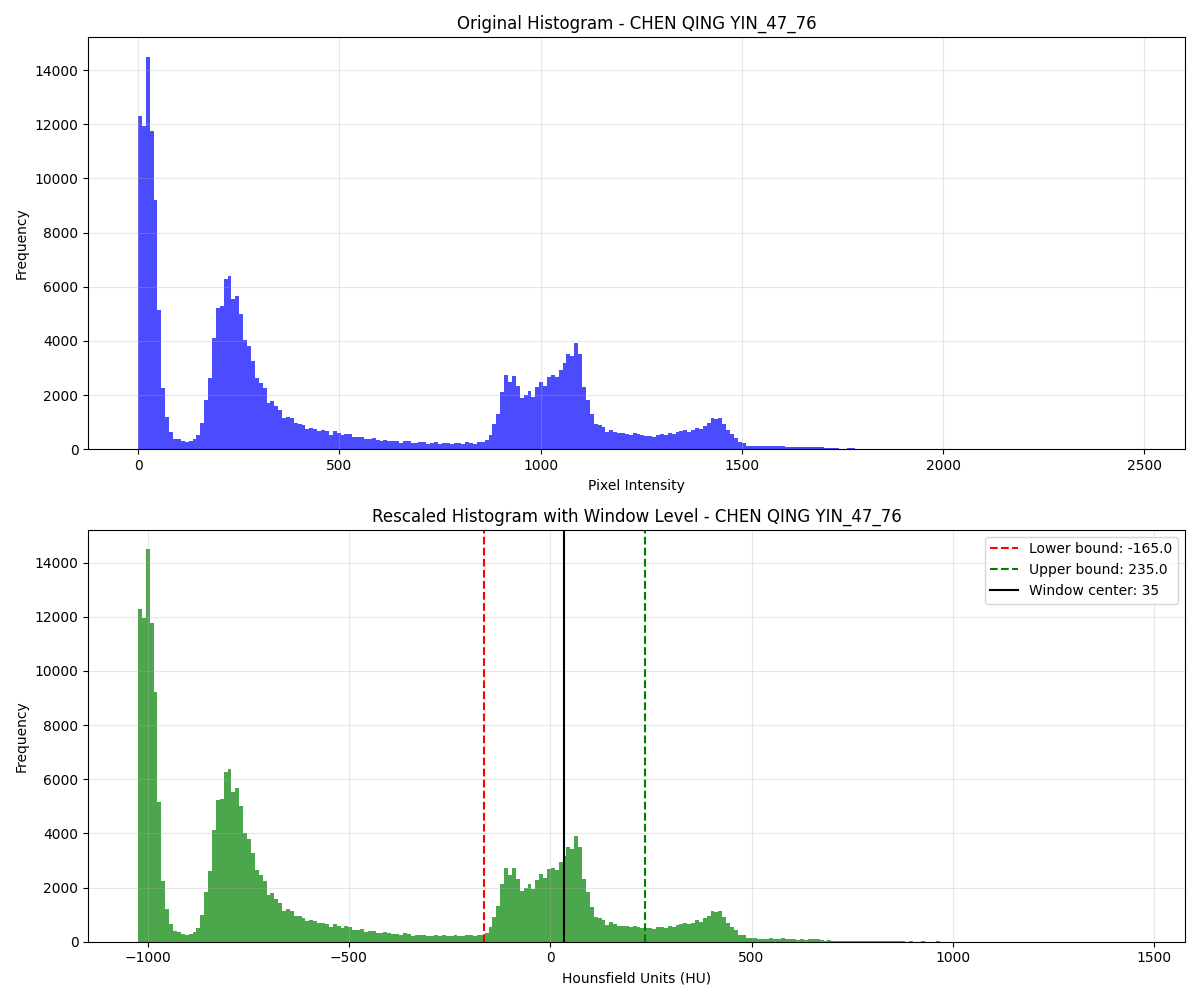 Original Histogram - CHEN QING YIN_47_76
14000
12000
10000
8000
6000
4000
2000
0
Frequency
0 500 1000 1500 2000 2500
Pixel Intensity
Rescaled Histogram with Window Level - CHEN QING YIN_47_76
Lower bound: -165.0
Upper bound: 235.0
Window center: 35
14000
12000
10000
8000
6000
4000
2000
0
Frequency
−1000 −500 0 500 1000 1500
Hounsfield Units (HU)